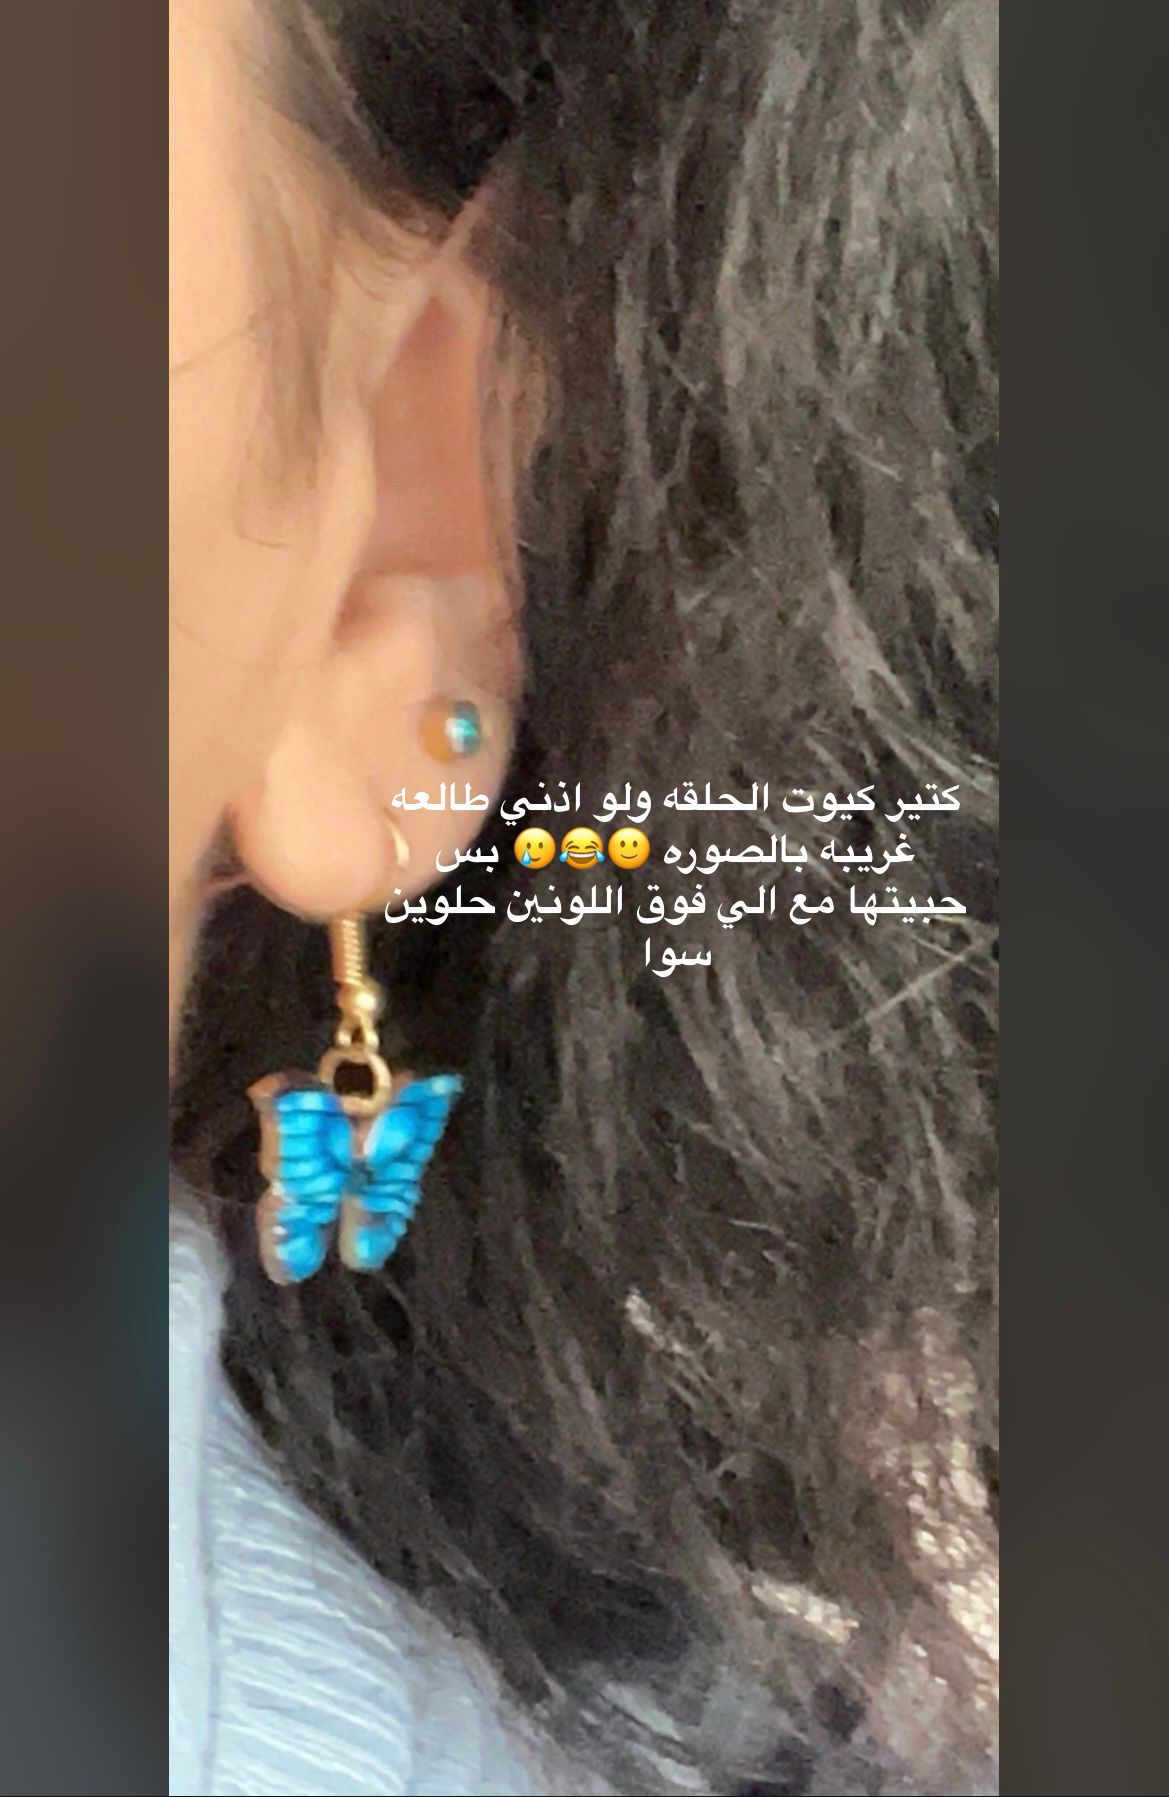 كتير كيوت الحلقه ولو اذني طالعه
غريبه بالصوره 🙂😂🥲 بس
حبيتها مع الي فوق اللونين حلوين
سوا